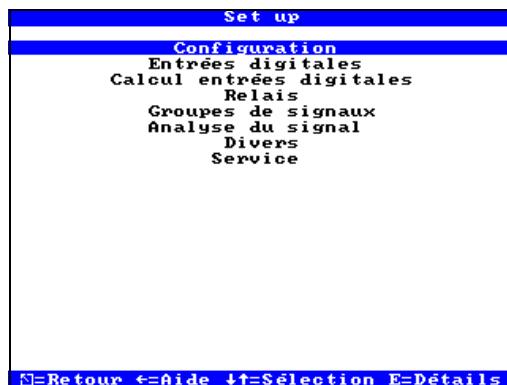 Set up
Configuration
Entrées digitales
Calcul entrées digitales
Relais
Groupes de signaux
Analyse du signal
Divers
Service
=Retour ←=Aide ↓↑=Sélection E=Détails